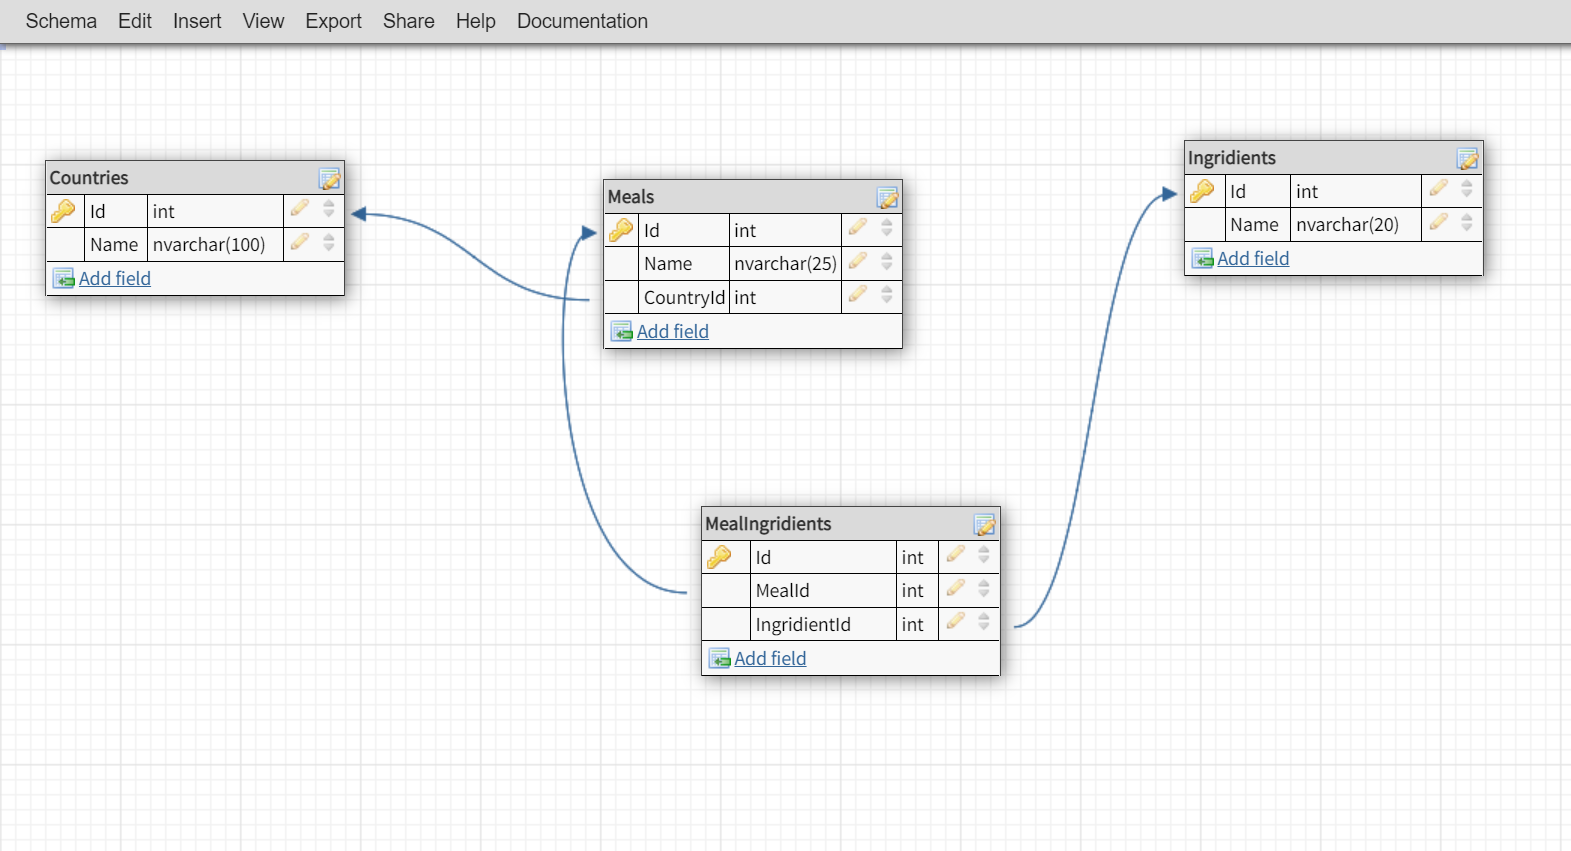 Schema Edit Insert View Export Share Help Documentation
Countries
Id int
Name nvarchar(100)
Add field
Meals
Id int
Name nvarchar(25)
CountryId int
Add field
Ingridients
Id int
Name nvarchar(20)
Add field
MealIngridients
Id int
MealId int
IngridientId int
Add field